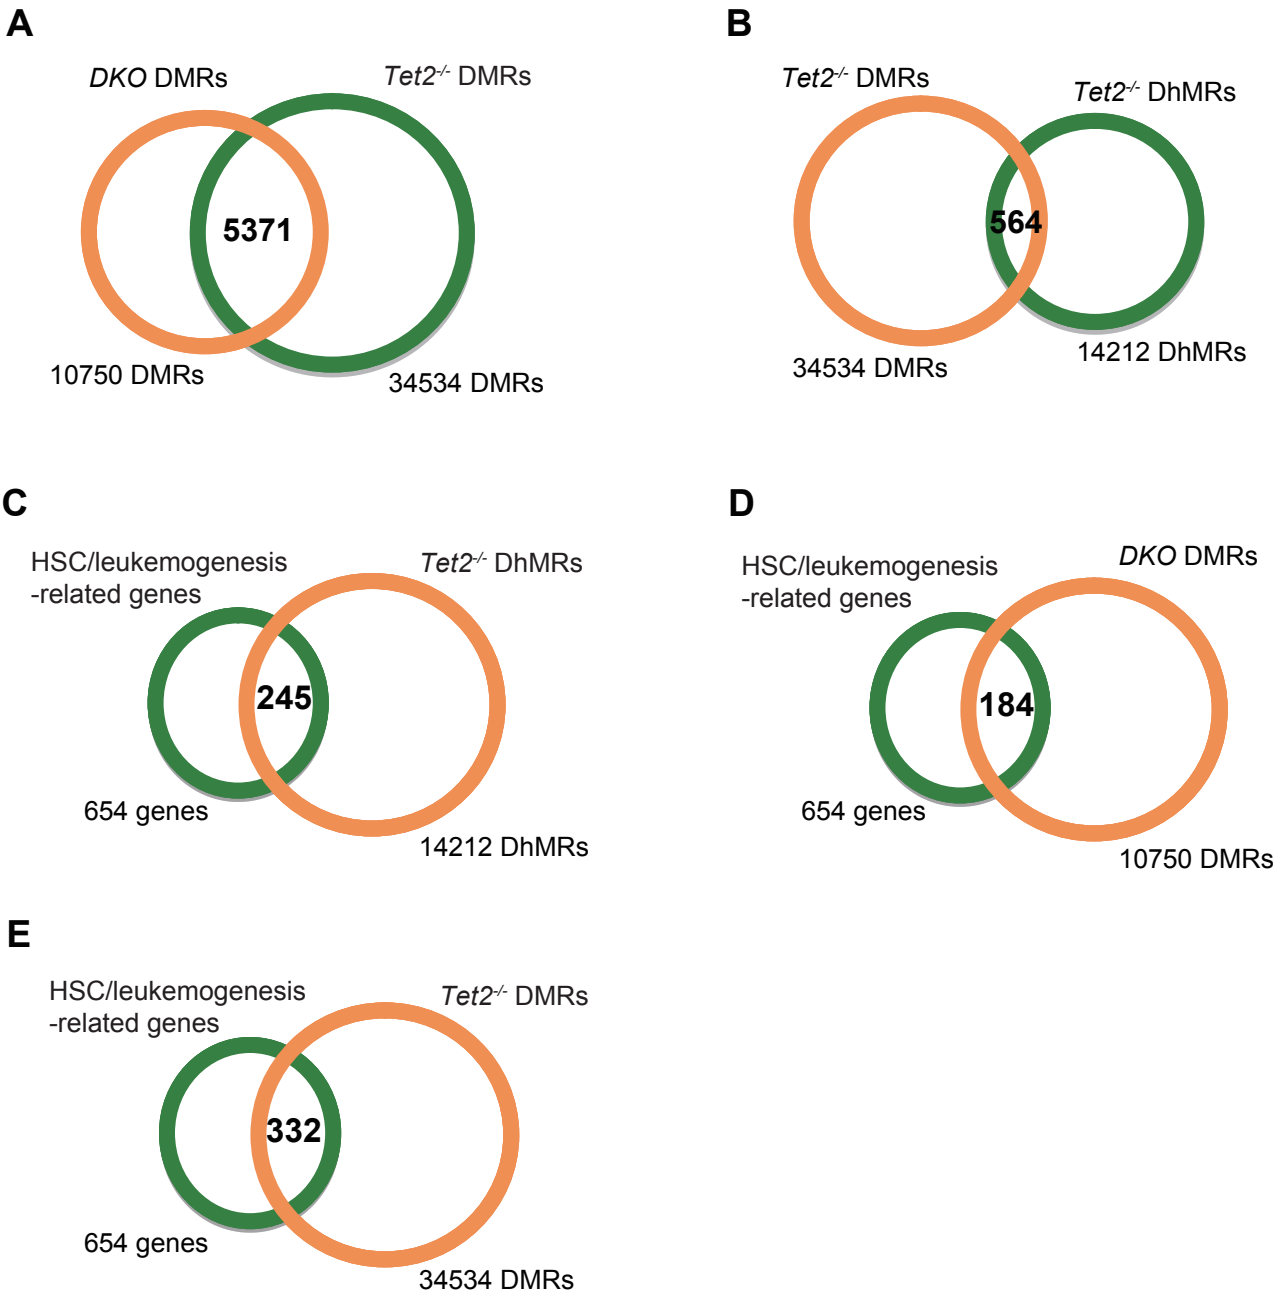 A
DKO DMRs
Tet2-/- DMRs
5371
10750 DMRs
34534 DMRs
B
Tet2-/- DMRs
Tet2-/- DhMRs
564
34534 DMRs
14212 DhMRs
C
HSC/leukemogenesis
-related genes
Tet2-/- DhMRs
245
654 genes
14212 DhMRs
D
HSC/leukemogenesis
-related genes
DKO DMRs
184
654 genes
10750 DMRs
E
HSC/leukemogenesis
-related genes
Tet2-/- DMRs
332
654 genes
34534 DMRs